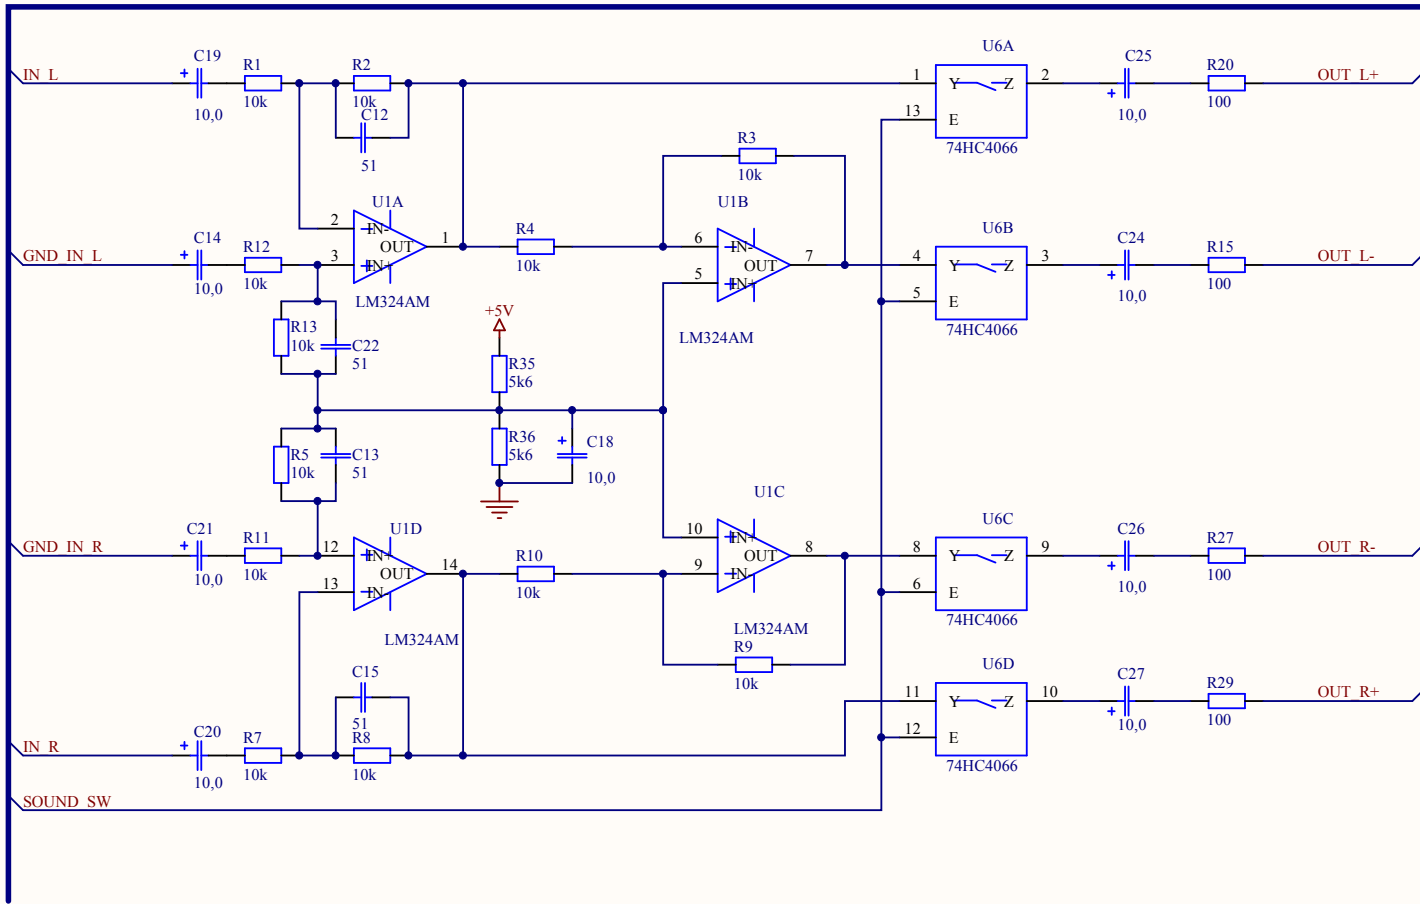 U6A
C19 R1 R2 C25 R20
IN_L 1 Y Z 2 OUT_L+
10k 10k 100
10,0 C12 13 E 10,0
R3 74HC4066
51 10k
U1A U1B
2 IN- U6B
C14 R12 OUT 1 R4 6 IN- C24 R15
GND_IN_L 3 IN+ OUT 7 4 Y Z 3 OUT_L-
10k 10k 5 IN+ 100
10,0 LM324AM 5 E 10,0
+5V 74HC4066
R13 LM324AM
10k C22
51 R35
5k6
R36 C18
R5 C13 5k6
10k 51 10,0
U1C
C21 R11 U1D 10 IN+ U6C C26 R27
GND_IN_R 12 IN+ 14 R10 OUT 8 8 Y Z 9 OUT_R-
10k OUT 9 IN- 100
10,0 13 IN- 10k 6 E 10,0
LM324AM 74HC4066
LM324AM R9
C15 10k U6D C27 R29
51 11 Y Z 10 OUT_R+
C20 R7 R8 12 E 10,0 100
IN_R 74HC4066
10,0 10k 10k
SOUND_SW